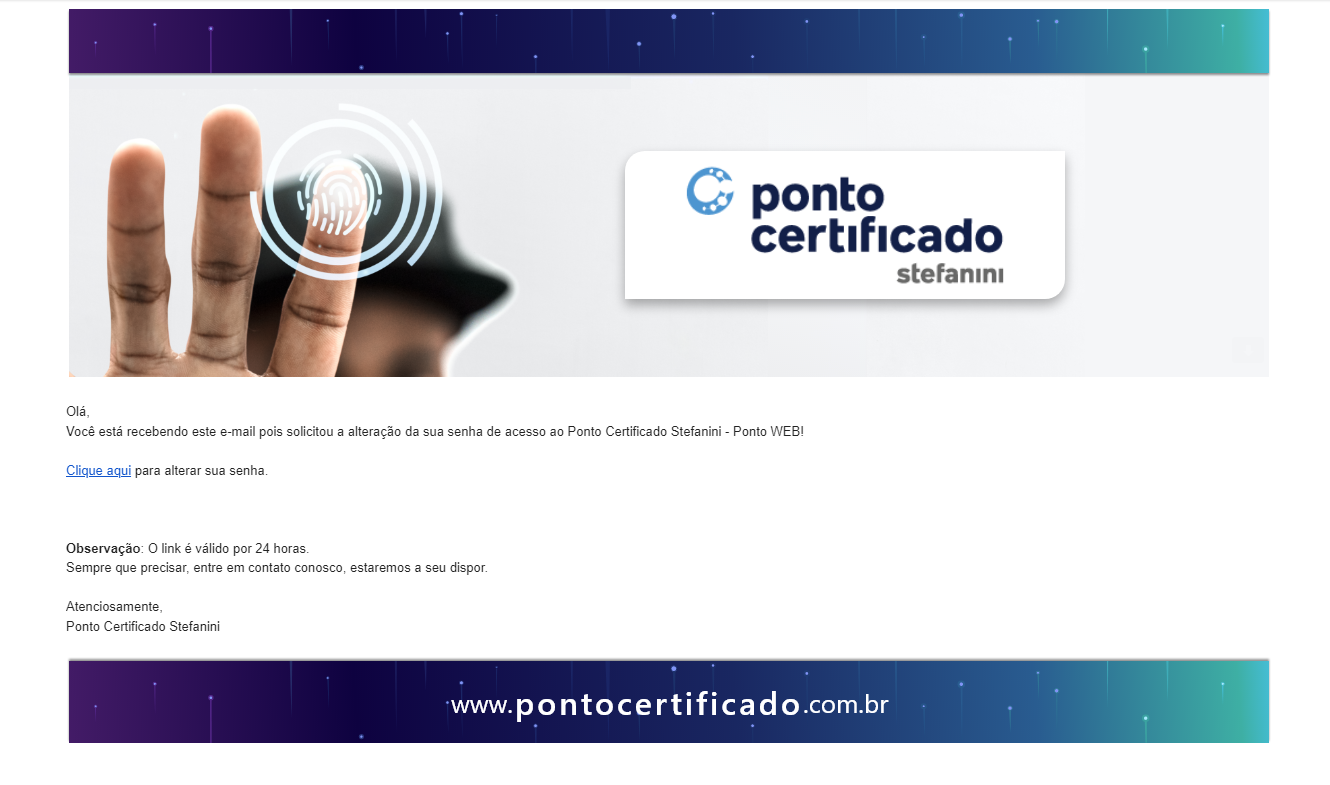 ponto
certificado
stefanini
Olá,
Você está recebendo este e-mail pois solicitou a alteração da sua senha de acesso ao Ponto Certificado Stefanini - Ponto WEB!
Clique aqui para alterar sua senha.
Observação: O link é válido por 24 horas.
Sempre que precisar, entre em contato conosco, estaremos a seu dispor.
Atenciosamente,
Ponto Certificado Stefanini
www.pontocertificado.com.br